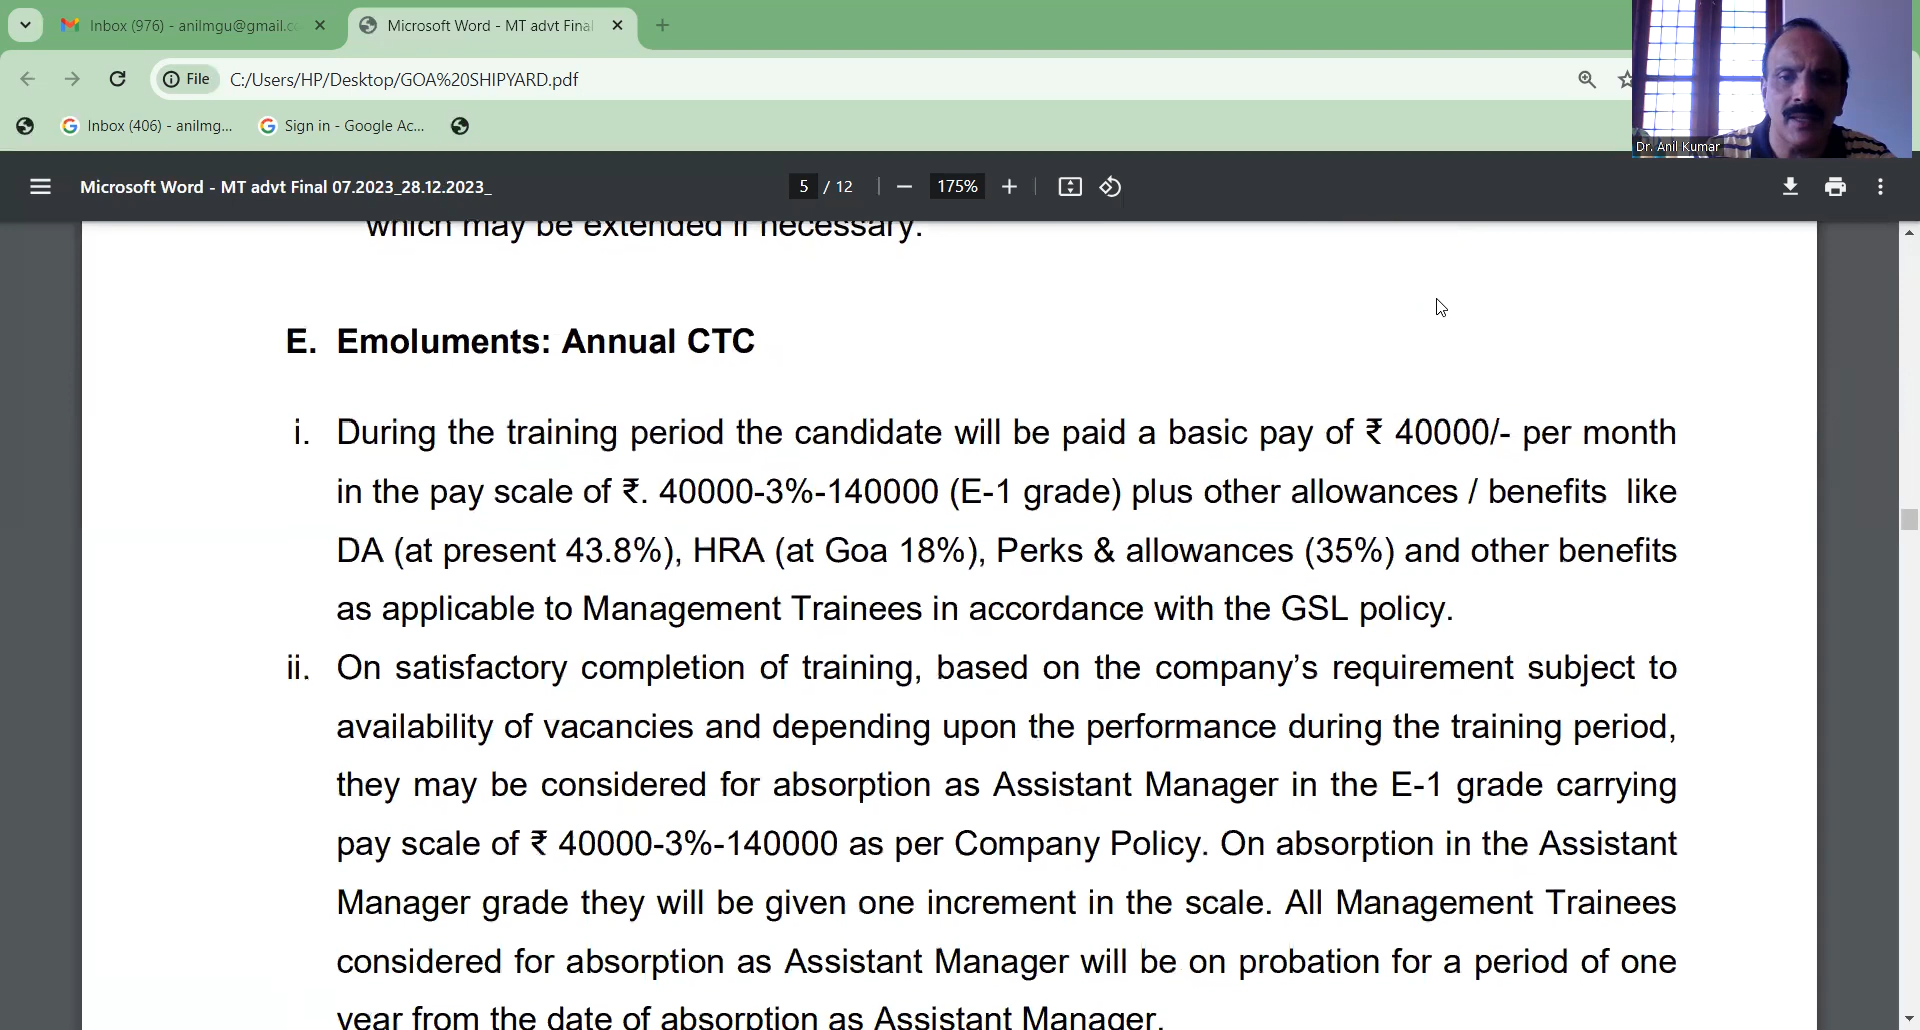 Inbox (976) - anilmgu@gmail.c
Microsoft Word - MT advt Final
File
C:/Users/HP/Desktop/GOA%20SHIPYARD.pdf
Inbox (406) - anilmg...
Sign in - Google Ac...
Dr. Anil Kumar
Microsoft Word - MT advt Final 07.2023_28.12.2023_
5 / 12
175%
which may be extended if necessary.
E. Emoluments: Annual CTC
i. During the training period the candidate will be paid a basic pay of ₹ 40000/- per month
in the pay scale of ₹. 40000-3%-140000 (E-1 grade) plus other allowances / benefits like
DA (at present 43.8%), HRA (at Goa 18%), Perks & allowances (35%) and other benefits
as applicable to Management Trainees in accordance with the GSL policy.
ii. On satisfactory completion of training, based on the company’s requirement subject to
availability of vacancies and depending upon the performance during the training period,
they may be considered for absorption as Assistant Manager in the E-1 grade carrying
pay scale of ₹ 40000-3%-140000 as per Company Policy. On absorption in the Assistant
Manager grade they will be given one increment in the scale. All Management Trainees
considered for absorption as Assistant Manager will be on probation for a period of one
year from the date of absorption as Assistant Manager.